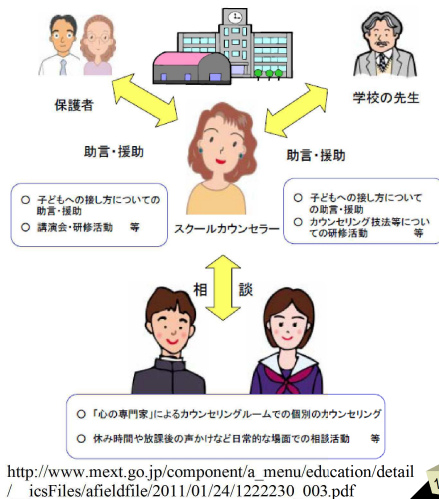 保護者
学校の先生
助言・援助
助言・援助
○ 子どもへの接し方についての
助言・援助
○ 講演会・研修活動 等
スクールカウンセラー
○ 子どもへの接し方について
の助言・援助
○ カウンセリング技法等につい
ての研修活動 等
相 談
○ 「心の専門家」によるカウンセリングルームでの個別のカウンセリング
○ 休み時間や放課後の声かけなど日常的な場面での相談活動 等
http://www.mext.go.jp/component/a_menu/education/detail
/__icsFiles/afieldfile/2011/01/24/1222230_003.pdf